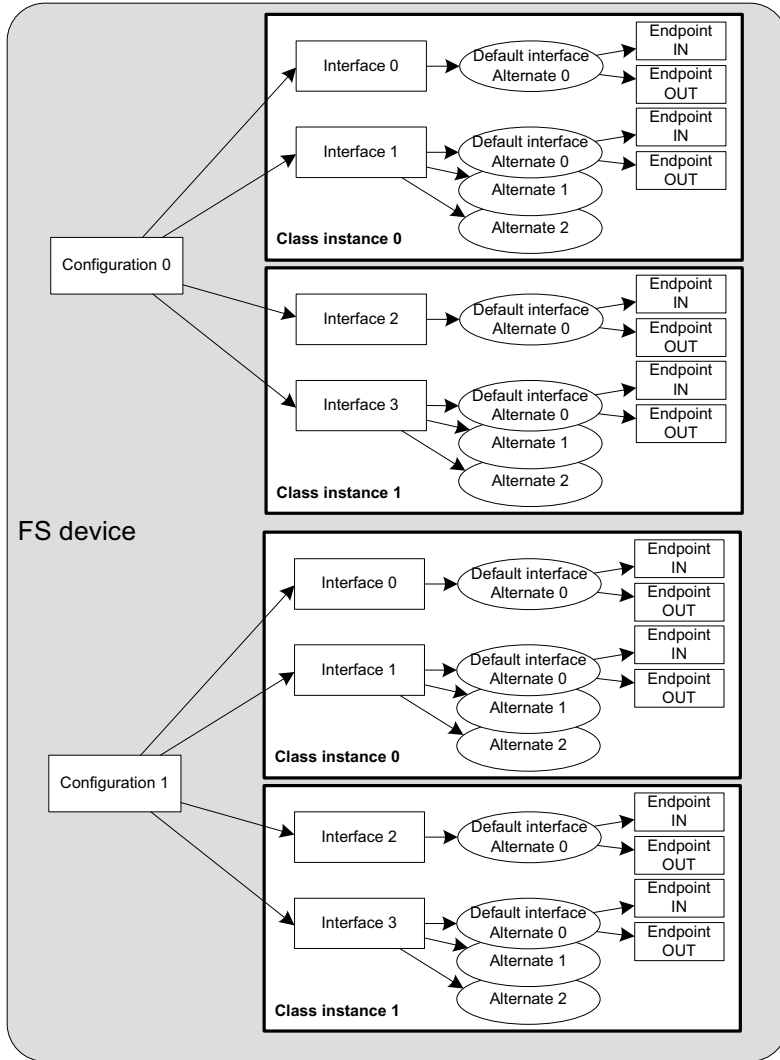 Interface 0
Default interface
Alternate 0
Endpoint
IN
Endpoint
OUT
Interface 1
Default interface
Alternate 0
Alternate 1
Alternate 2
Endpoint
IN
Endpoint
OUT
Class instance 0
Configuration 0
Interface 2
Default interface
Alternate 0
Endpoint
IN
Endpoint
OUT
Interface 3
Default interface
Alternate 0
Alternate 1
Alternate 2
Endpoint
IN
Endpoint
OUT
Class instance 1
FS device
Interface 0
Default interface
Alternate 0
Endpoint
IN
Endpoint
OUT
Interface 1
Default interface
Alternate 0
Alternate 1
Alternate 2
Endpoint
IN
Endpoint
OUT
Class instance 0
Configuration 1
Interface 2
Default interface
Alternate 0
Endpoint
IN
Endpoint
OUT
Interface 3
Default interface
Alternate 0
Alternate 1
Alternate 2
Endpoint
IN
Endpoint
OUT
Class instance 1